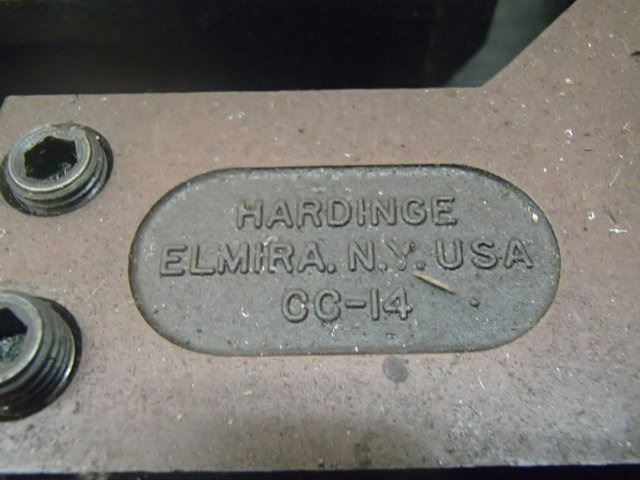 HARDINGE
ELMIRA. N.Y. USA
CC-14